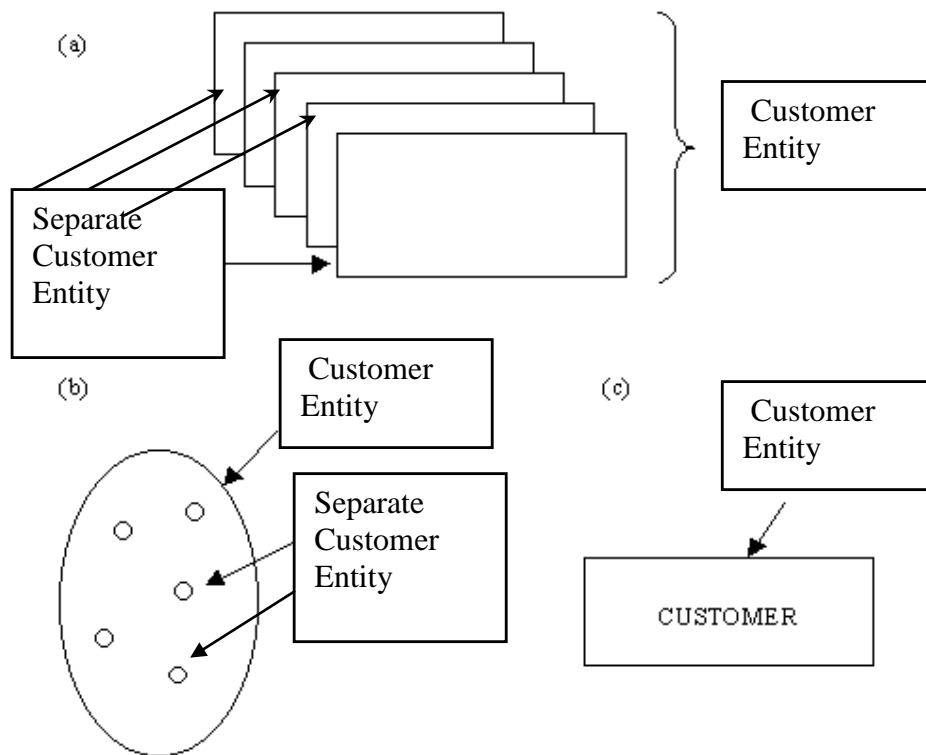 (a)
Customer
Entity
Separate
Customer
Entity
(b)
Customer
Entity
Separate
Customer
Entity
(c)
Customer
Entity
CUSTOMER